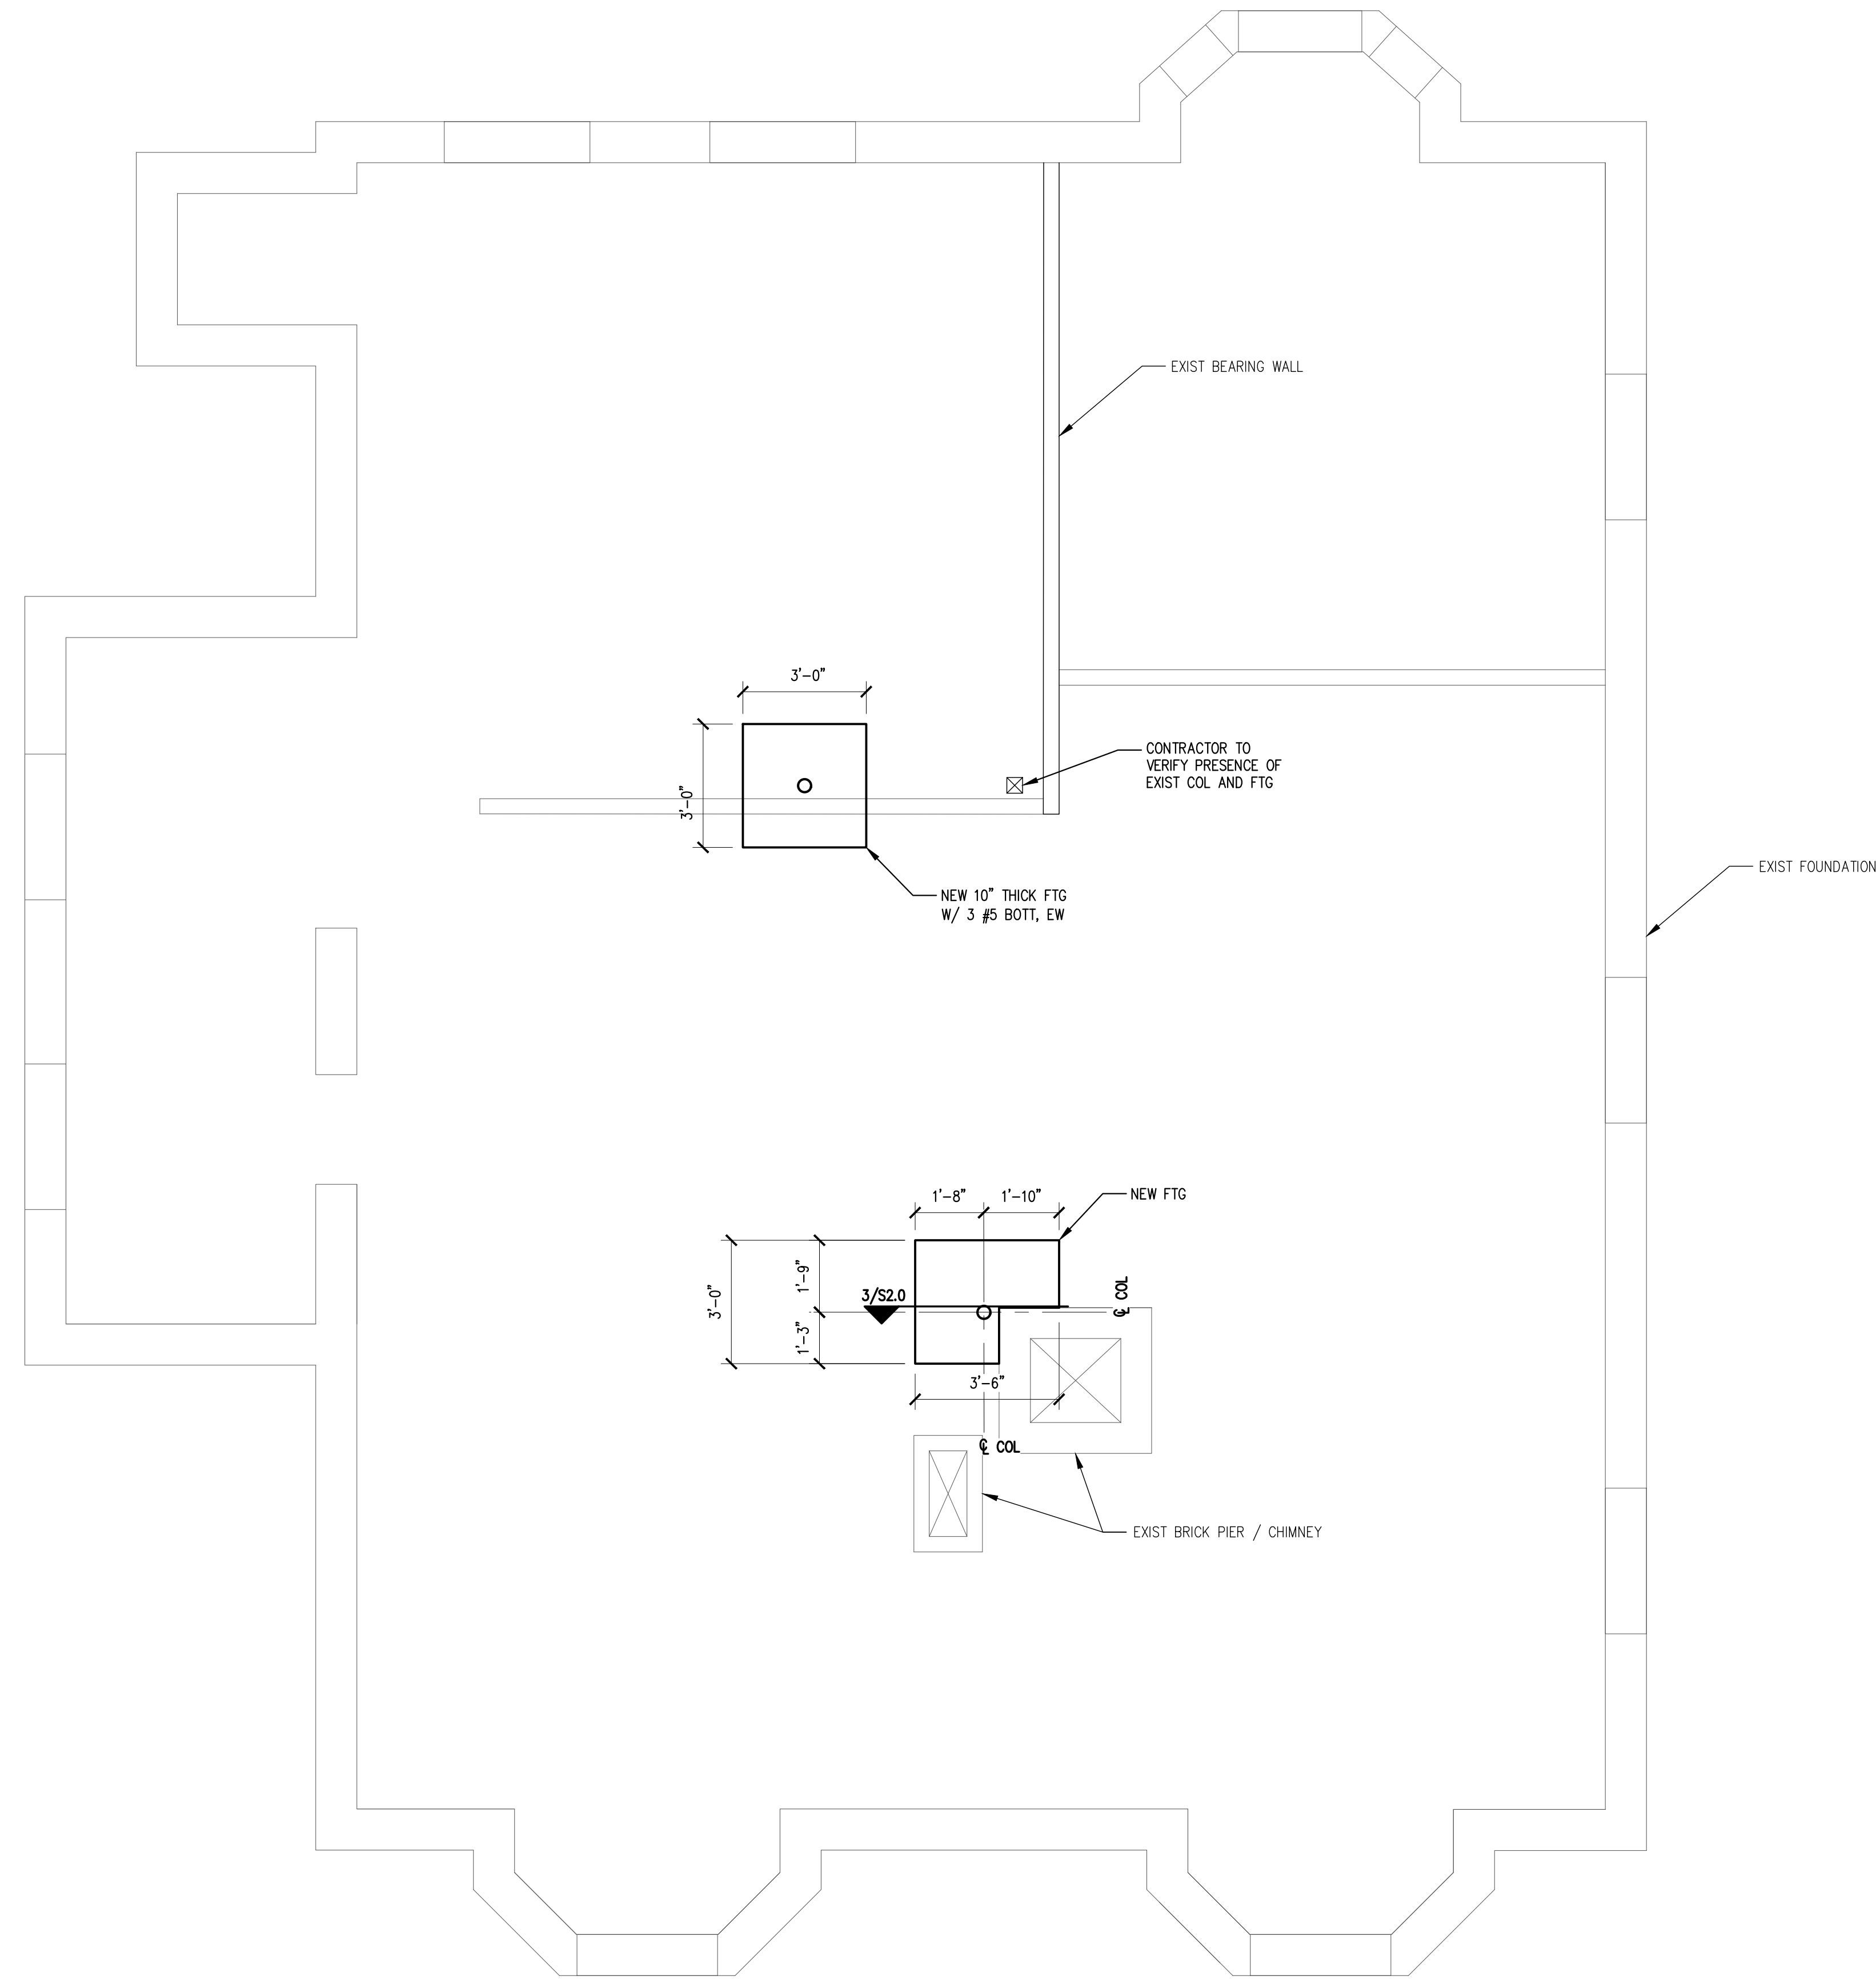 EXIST BEARING WALL
3'-0"
3'-0"
CONTRACTOR TO
VERIFY PRESENCE OF
EXIST COL AND FTG
EXIST FOUNDATION
NEW 10" THICK FTG
W/ 3 #5 BOTT, EW
1'-8"
1'-10"
NEW FTG
3'-0"
1'-9"
3/S2.0
℄ COL
1'-3"
3'-6"
℄ COL
EXIST BRICK PIER / CHIMNEY